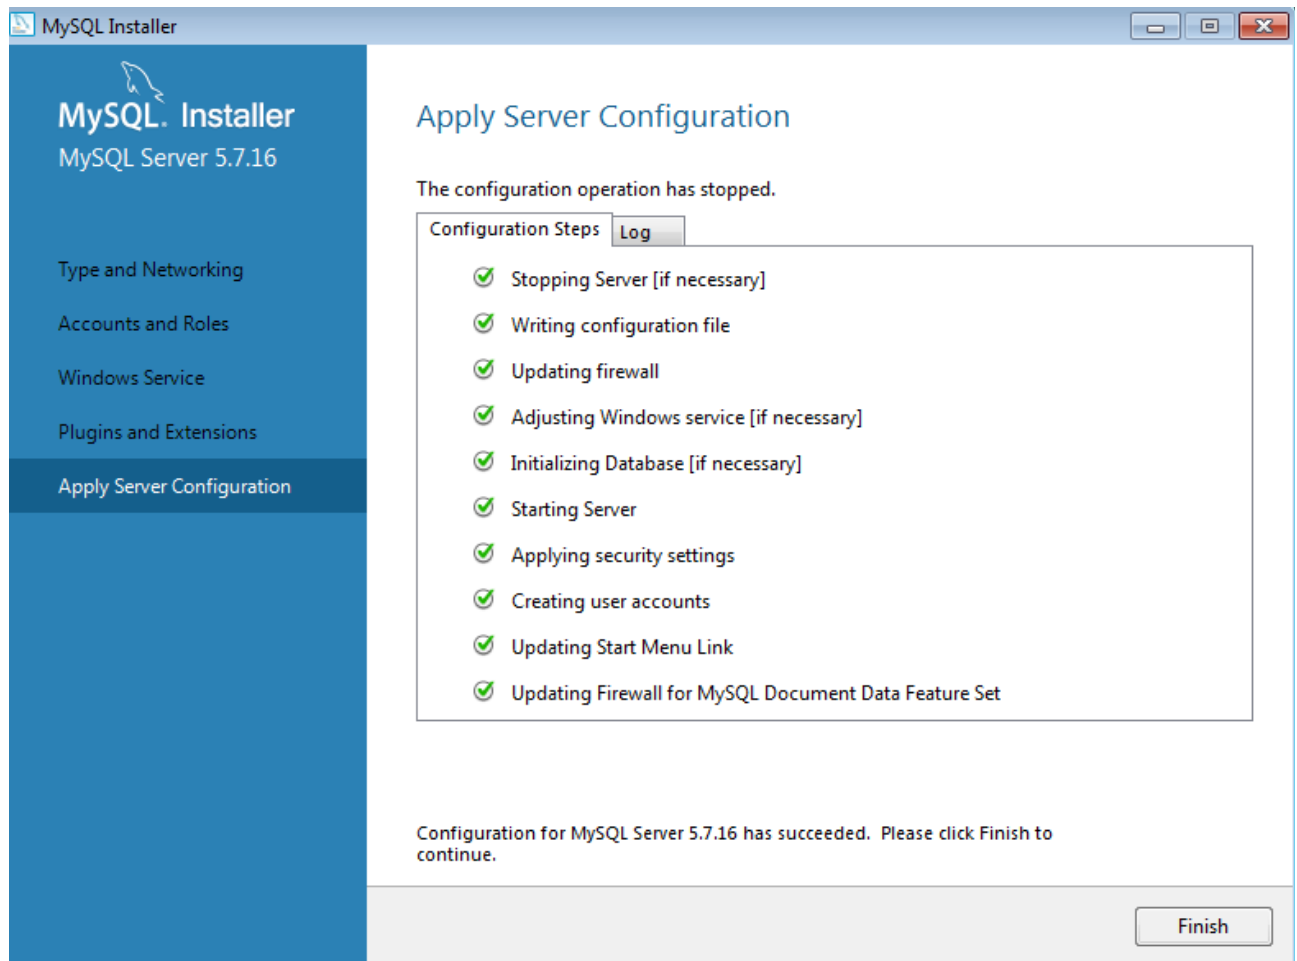 MySQL Installer
MySQL. Installer
MySQL Server 5.7.16
Type and Networking
Accounts and Roles
Windows Service
Plugins and Extensions
Apply Server Configuration
Apply Server Configuration
The configuration operation has stopped.
Configuration Steps
Log
Stopping Server [if necessary]
Writing configuration file
Updating firewall
Adjusting Windows service [if necessary]
Initializing Database [if necessary]
Starting Server
Applying security settings
Creating user accounts
Updating Start Menu Link
Updating Firewall for MySQL Document Data Feature Set
Configuration for MySQL Server 5.7.16 has succeeded.  Please click Finish to
continue.
Finish